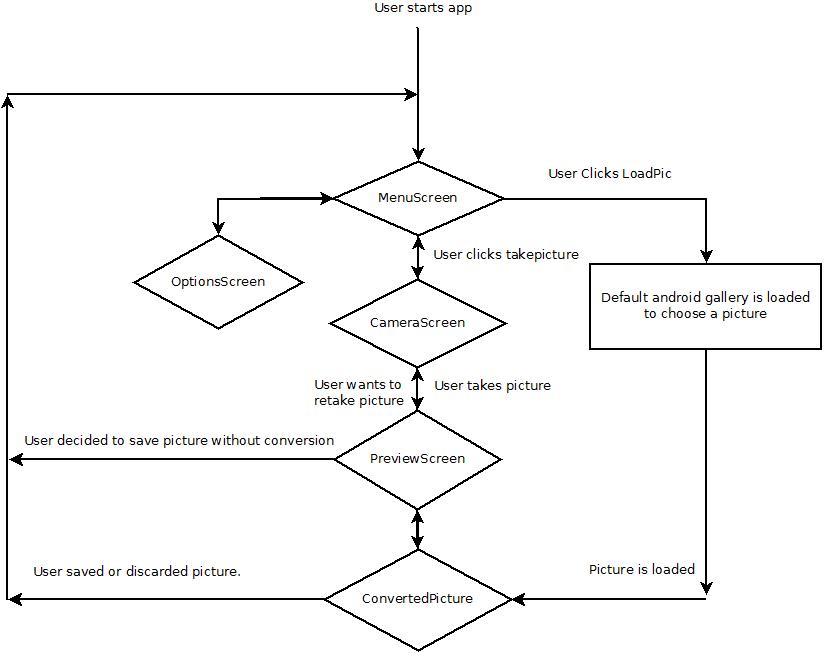 User starts app
User Clicks LoadPic
MenuScreen
User clicks takepicture
OptionsScreen
Default android gallery is loaded
to choose a picture
CameraScreen
User wants to
retake picture
User takes picture
User decided to save picture without conversion
PreviewScreen
Picture is loaded
User saved or discarded picture.
ConvertedPicture